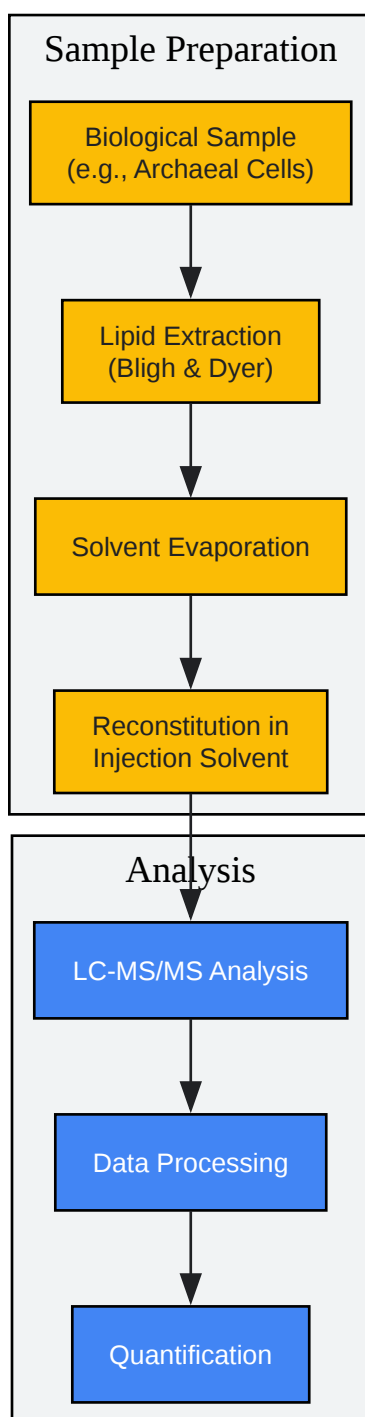 Sample Preparation
Biological Sample
(e.g., Archaeal Cells)
Lipid Extraction
(Bligh & Dyer)
Solvent Evaporation
Reconstitution in
Injection Solvent
Analysis
LC-MS/MS Analysis
Data Processing
Quantification